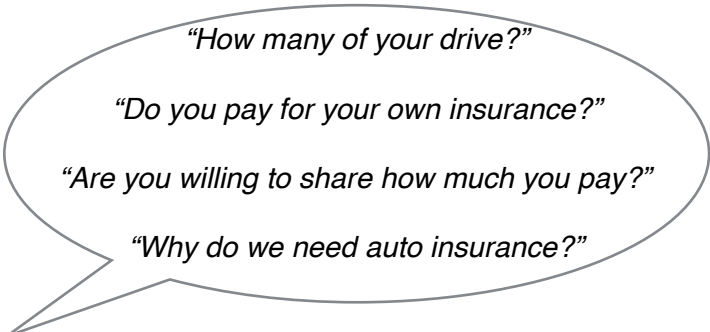 “How many of your drive?”
“Do you pay for your own insurance?”
“Are you willing to share how much you pay?”
“Why do we need auto insurance?”